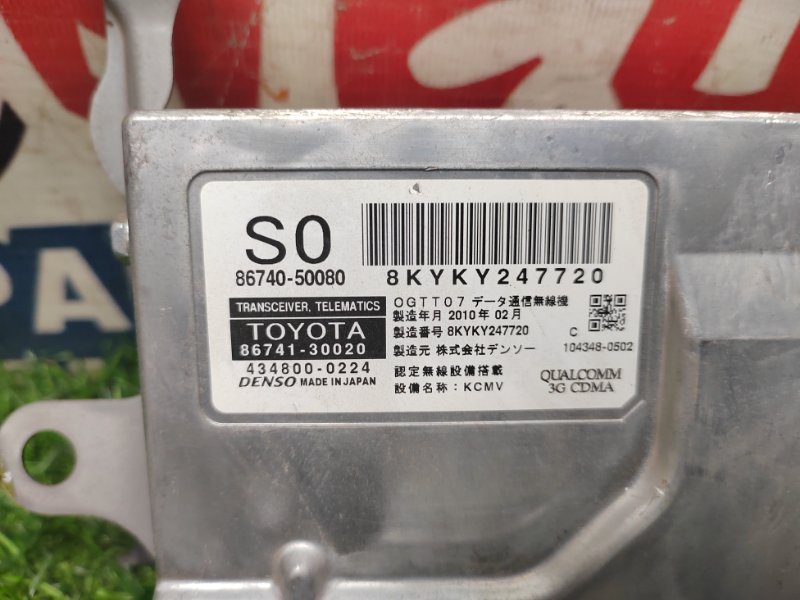 S0
86740-50080
8KYKY247720
TRANSCEIVER, TELEMATICS
TOYOTA
86741-30020
434800-0224
DENSO MADE IN JAPAN
OGTT07 データ通信無線機
製造年月 2010年 02月
製造番号 8KYKY247720
製造元 株式会社デンソー
認定無線設備搭載
設備名称:KCMV
C
104348-0502
QUALCOMM
3G CDMA
PA